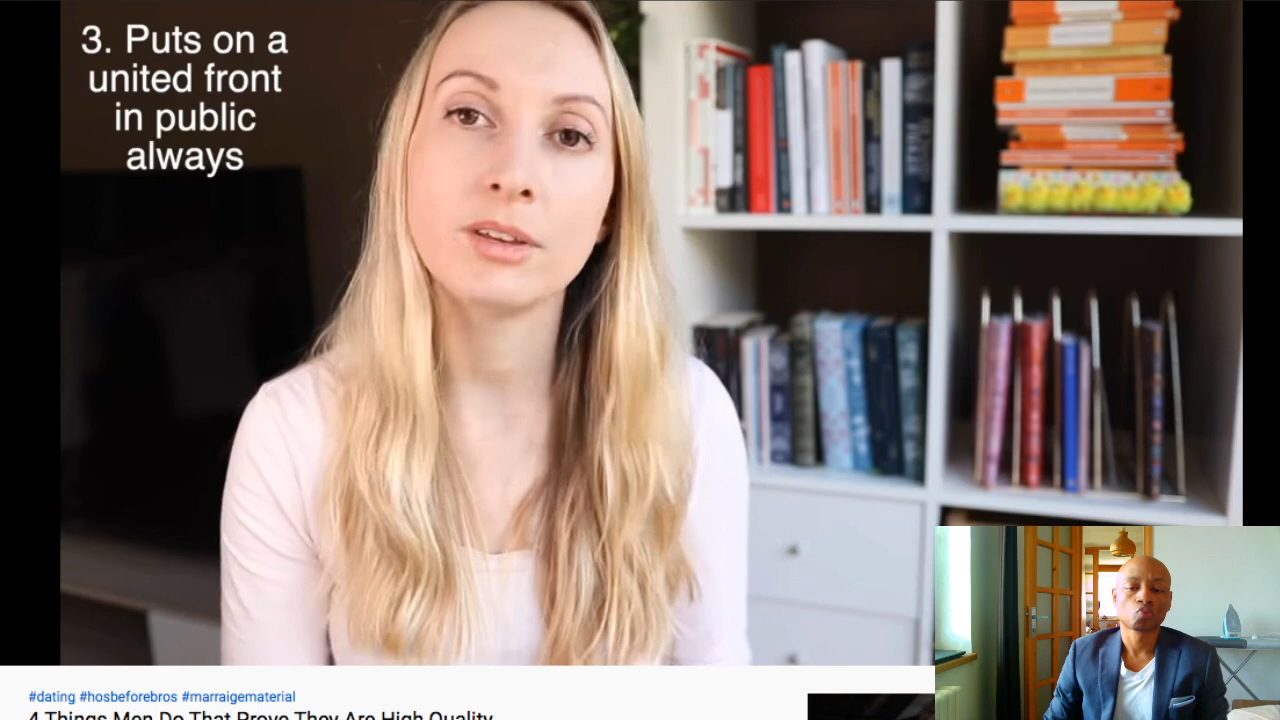 3. Puts on a
united front
in public
always
#dating #hosbeforebros #marraigematerial
4 Things Men Do That Prove They Are High Quality